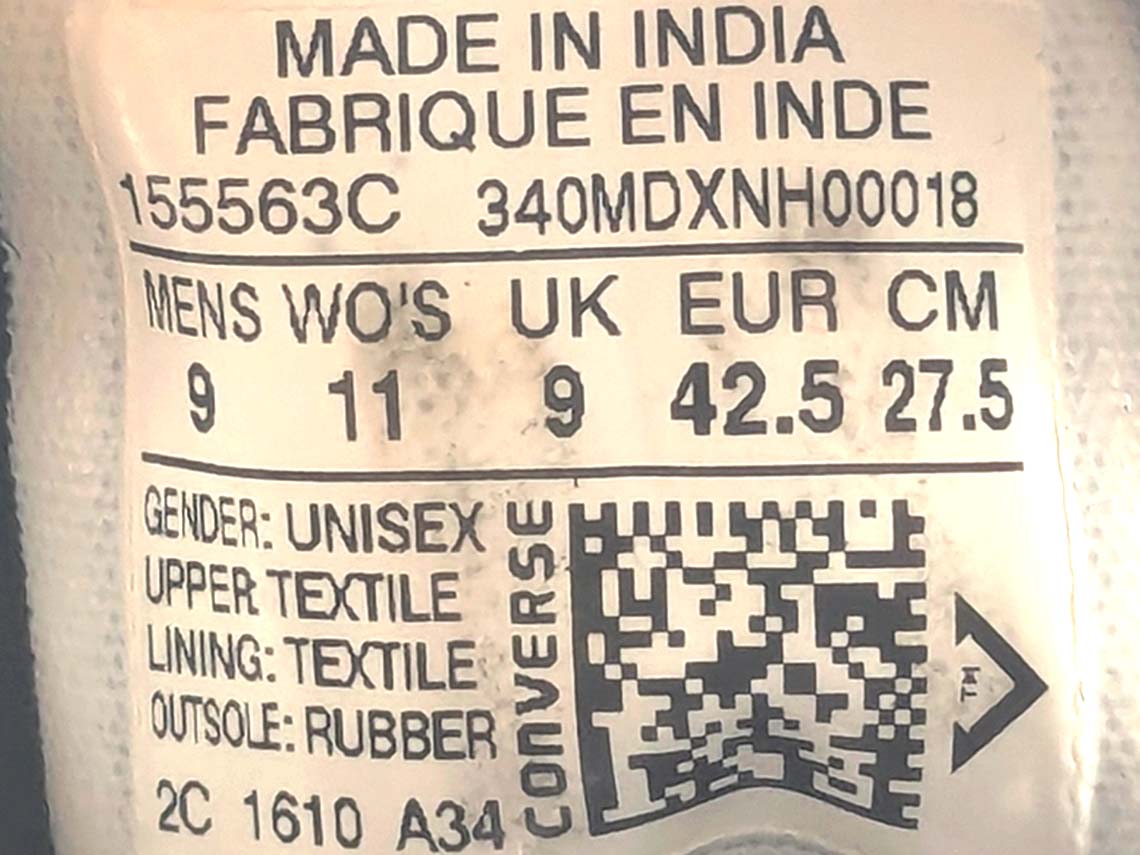 MADE IN INDIA
FABRIQUE EN INDE
155563C 340MDXNH00018
MENS WO'S UK EUR CM
9 11 9 42.5 27.5
GENDER: UNISEX
UPPER TEXTILE
LINING: TEXTILE
OUTSOLE: RUBBER
2C 1610 A34
CONVERSE
TM